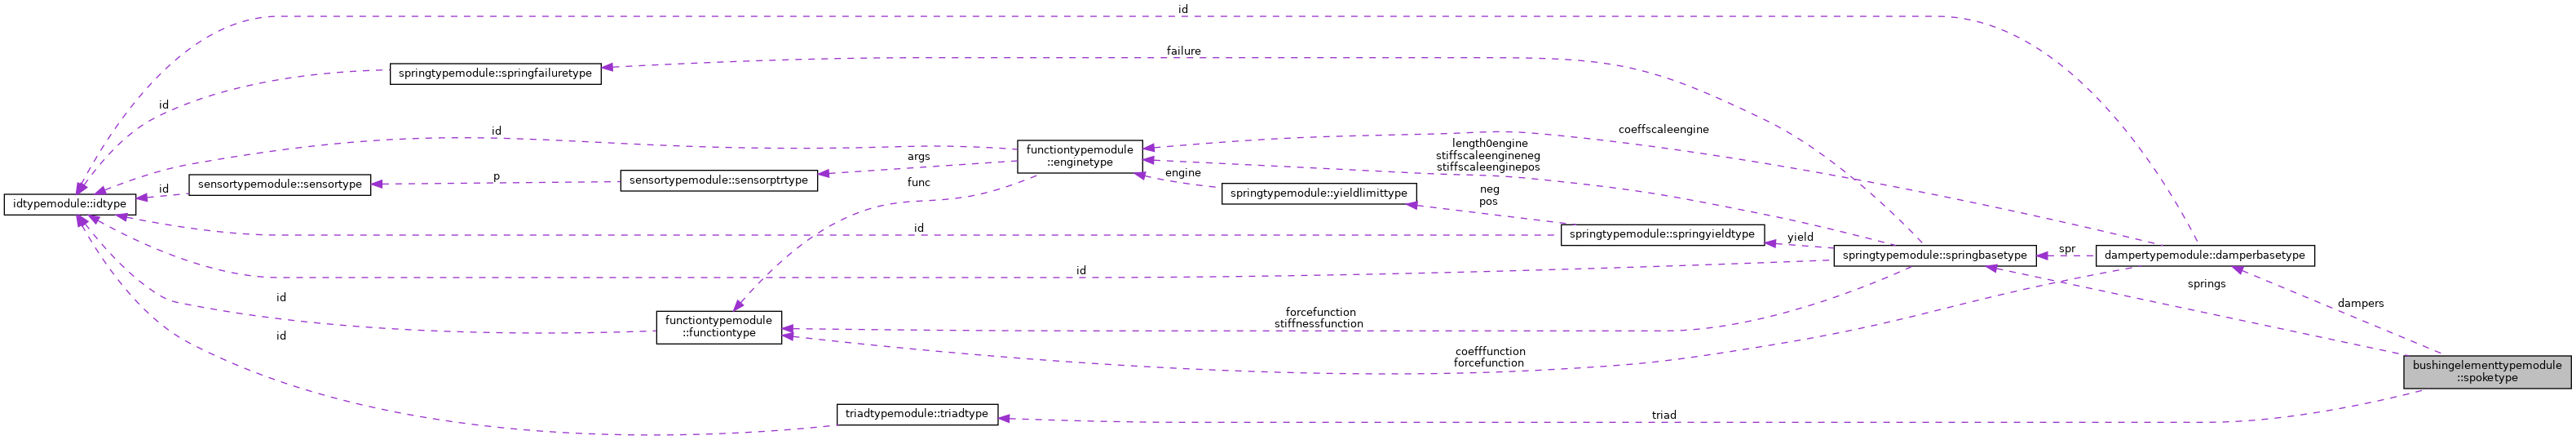 id
failure
springtypemodule::springfailuretype
id
id
coeffscaleengine
functiontypemodule
::enginetype
length0engine
stiffscaleengineneg
stiffscaleenginepos
args
engine
p
sensortypemodule::sensorptrtype
sensortypemodule::sensortype
id
func
springtypemodule::yieldlimittype
neg
pos
idtypemodule::idtype
id
springtypemodule::springyieldtype
yield
springtypemodule::springbasetype
spr
dampertypemodule::damperbasetype
id
springs
dampers
id
forcefunction
stiffnessfunction
functiontypemodule
::functiontype
id
coefffunction
forcefunction
bushingelementtypemodule
::spoketype
triadtypemodule::triadtype
triad